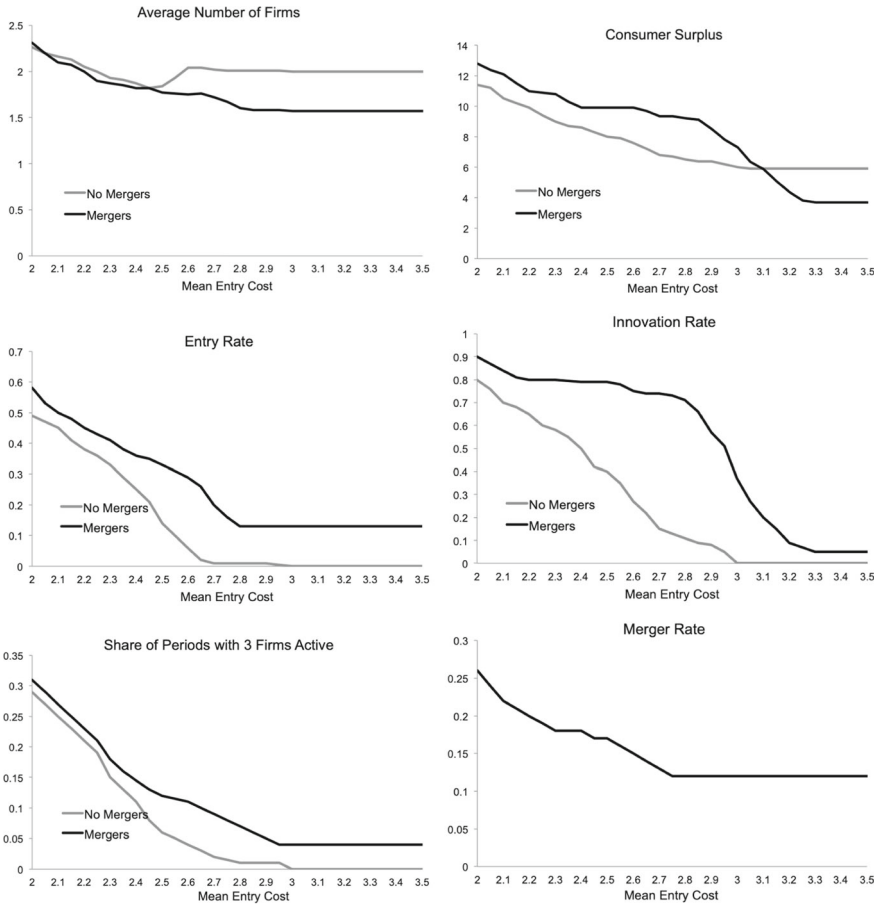 Average Number of Firms
2.5
2
1.5
1
0.5
0
No Mergers
Mergers
2 2.1 2.2 2.3 2.4 2.5 2.6 2.7 2.8 2.9 3 3.1 3.2 3.3 3.4 3.5
Mean Entry Cost
Consumer Surplus
14
12
10
8
6
4
2
0
No Mergers
Mergers
2 2.1 2.2 2.3 2.4 2.5 2.6 2.7 2.8 2.9 3 3.1 3.2 3.3 3.4 3.5
Mean Entry Cost
Entry Rate
0.7
0.6
0.5
0.4
0.3
0.2
0.1
0
No Mergers
Mergers
2 2.1 2.2 2.3 2.4 2.5 2.6 2.7 2.8 2.9 3 3.1 3.2 3.3 3.4 3.5
Mean Entry Cost
Innovation Rate
1
0.9
0.8
0.7
0.6
0.5
0.4
0.3
0.2
0.1
0
No Mergers
Mergers
2 2.1 2.2 2.3 2.4 2.5 2.6 2.7 2.8 2.9 3 3.1 3.2 3.3 3.4 3.5
Mean Entry Cost
Share of Periods with 3 Firms Active
0.35
0.3
0.25
0.2
0.15
0.1
0.05
0
No Mergers
Mergers
2 2.1 2.2 2.3 2.4 2.5 2.6 2.7 2.8 2.9 3 3.1 3.2 3.3 3.4 3.5
Mean Entry Cost
Merger Rate
0.3
0.25
0.2
0.15
0.1
0.05
0
2 2.1 2.2 2.3 2.4 2.5 2.6 2.7 2.8 2.9 3 3.1 3.2 3.3 3.4 3.5
Mean Entry Cost